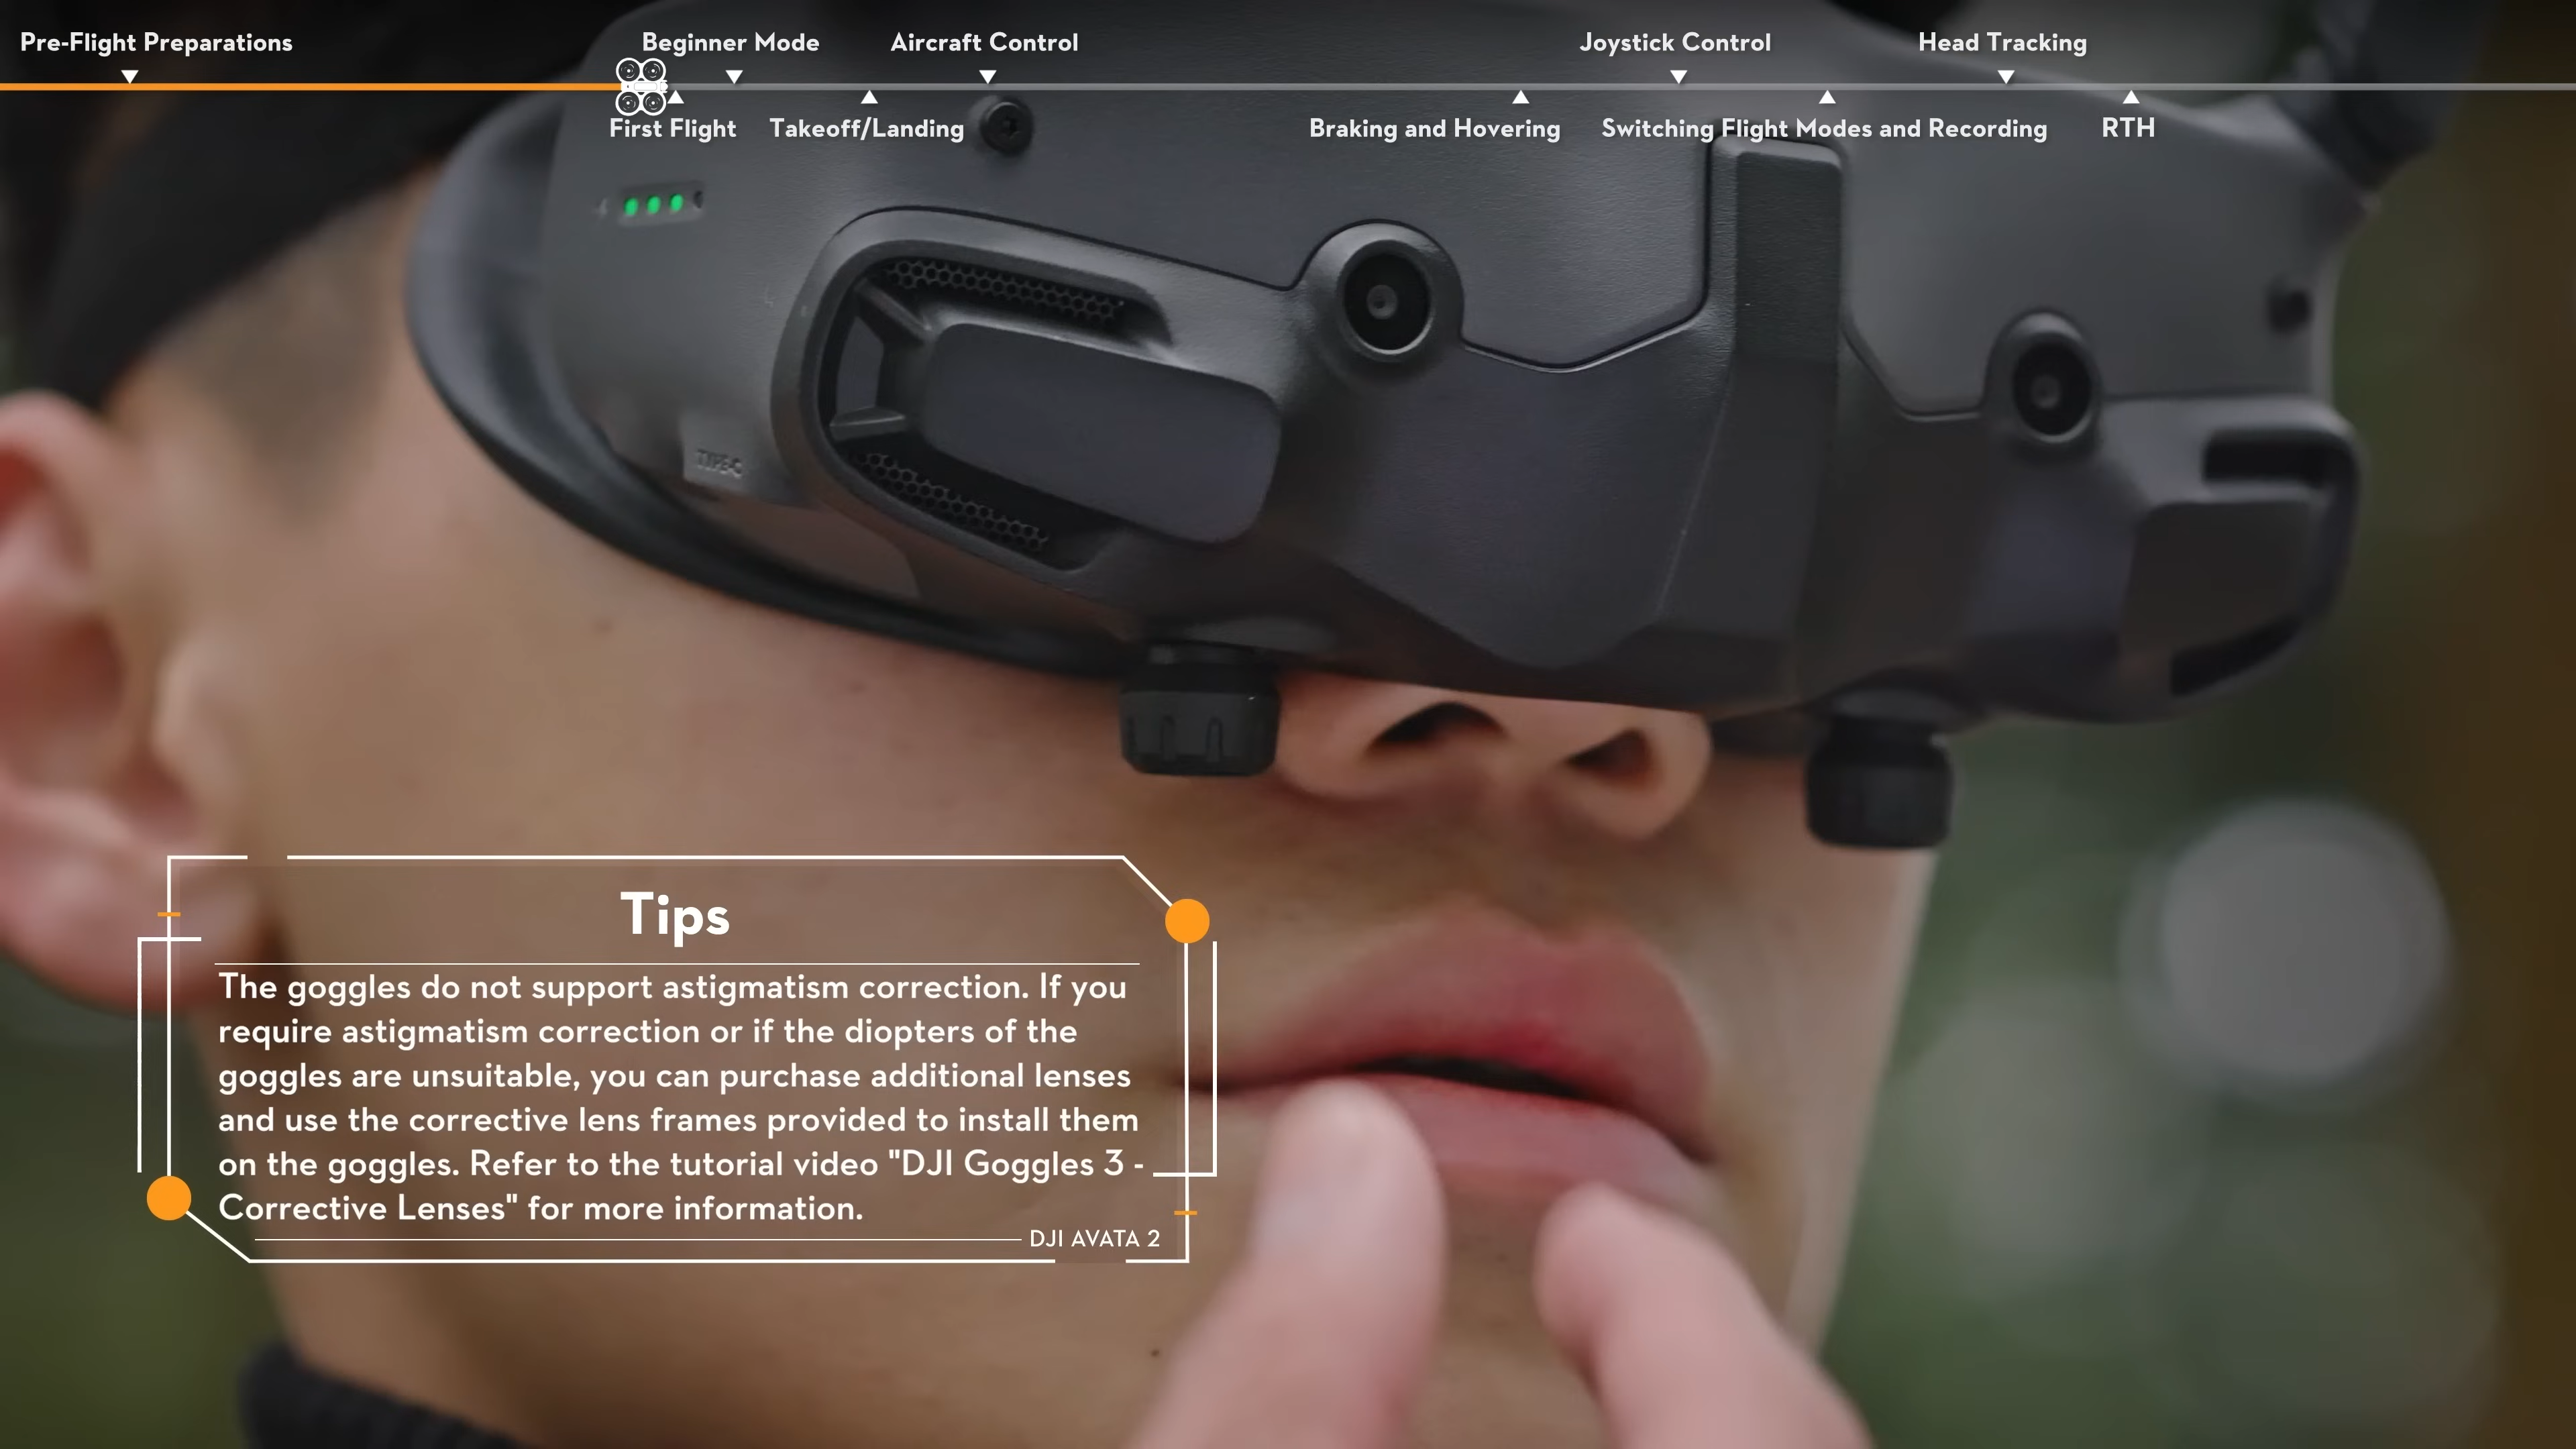 Pre-Flight Preparations
Beginner Mode
Aircraft Control
Joystick Control
Head Tracking
First Flight
Takeoff/Landing
Braking and Hovering
Switching Flight Modes and Recording
RTH
TYPE-C
Tips
The goggles do not support astigmatism correction. If you
require astigmatism correction or if the diopters of the
goggles are unsuitable, you can purchase additional lenses
and use the corrective lens frames provided to install them
on the goggles. Refer to the tutorial video "DJI Goggles 3 -
Corrective Lenses" for more information.
DJI AVATA 2